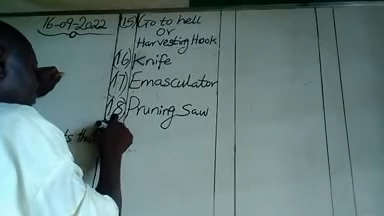 16-09-2022
(15) Go to hell
Or
Harvesting Hook
(16) Knife
(17) Emasculator
(18) Pruning Saw